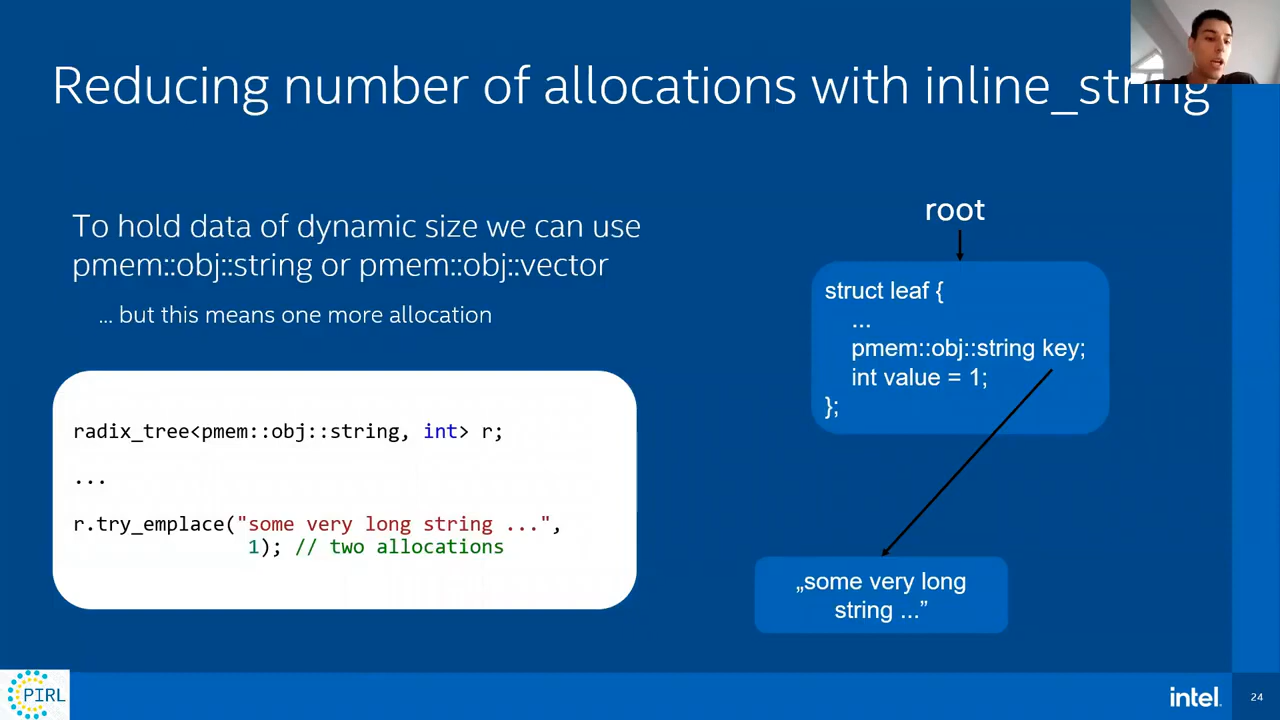 Reducing number of allocations with inline_string
To hold data of dynamic size we can use
pmem::obj::string or pmem::obj::vector
... but this means one more allocation
radix_tree<pmem::obj::string, int> r;
...
r.try_emplace("some very long string ...",
1); // two allocations
root
struct leaf {
...
pmem::obj::string key;
int value = 1;
};
„some very long
string ...”
PIRL
intel.
24